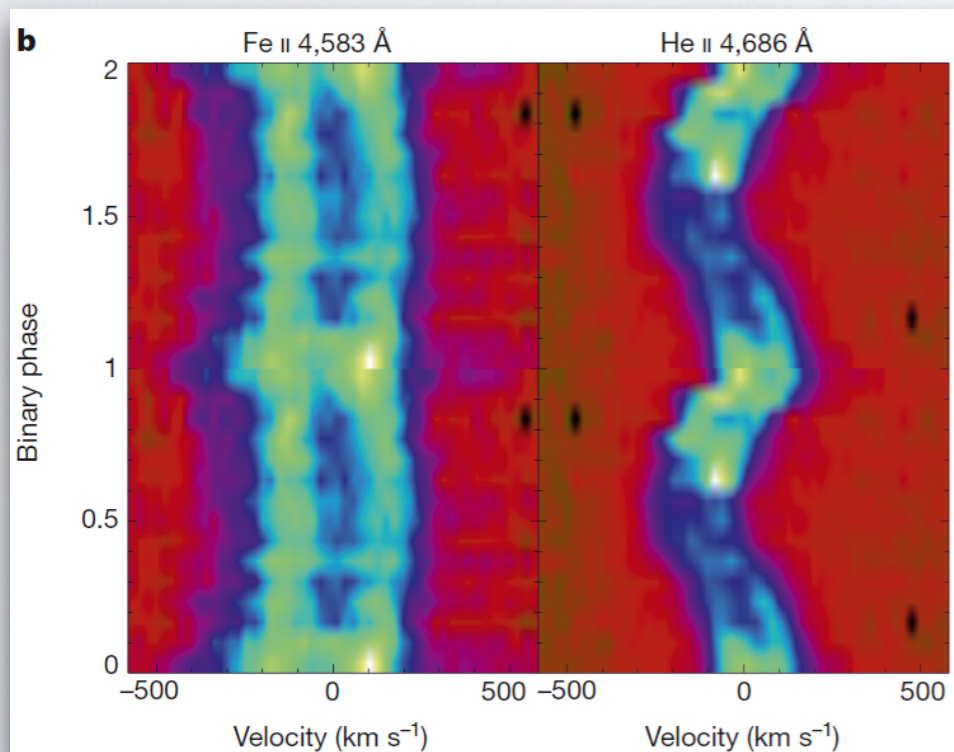 b
Fe II 4,583 Å
He II 4,686 Å
2
1.5
1
0.5
0
Binary phase
−500 0 500
−500 0 500
Velocity (km s⁻¹)
Velocity (km s⁻¹)